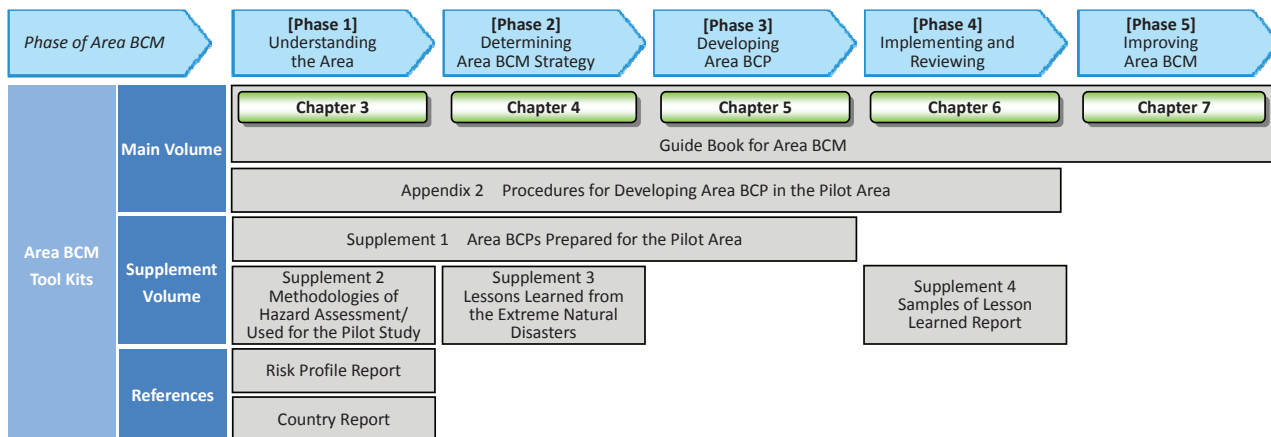 Phase of Area BCM
[Phase 1]
Understanding
the Area
[Phase 2]
Determining
Area BCM Strategy
[Phase 3]
Developing
Area BCP
[Phase 4]
Implementing and
Reviewing
[Phase 5]
Improving
Area BCM
Area BCM
Tool Kits
Main Volume
Chapter 3
Chapter 4
Chapter 5
Chapter 6
Chapter 7
Guide Book for Area BCM
Appendix 2 Procedures for Developing Area BCP in the Pilot Area
Supplement
Volume
Supplement 1 Area BCPs Prepared for the Pilot Area
Supplement 2
Methodologies of
Hazard Assessment/
Used for the Pilot Study
Supplement 3
Lessons Learned from
the Extreme Natural
Disasters
Supplement 4
Samples of Lesson
Learned Report
References
Risk Profile Report
Country Report